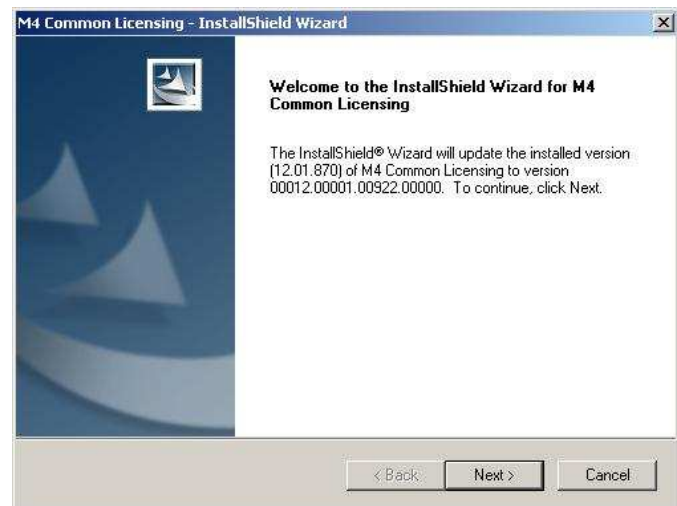 M4 Common Licensing - InstallShield Wizard
Welcome to the InstallShield Wizard for M4
Common Licensing
The InstallShield® Wizard will update the installed version
(12.01.870) of M4 Common Licensing to version
00012.00001.00922.00000. To continue, click Next.
< Back
Next >
Cancel